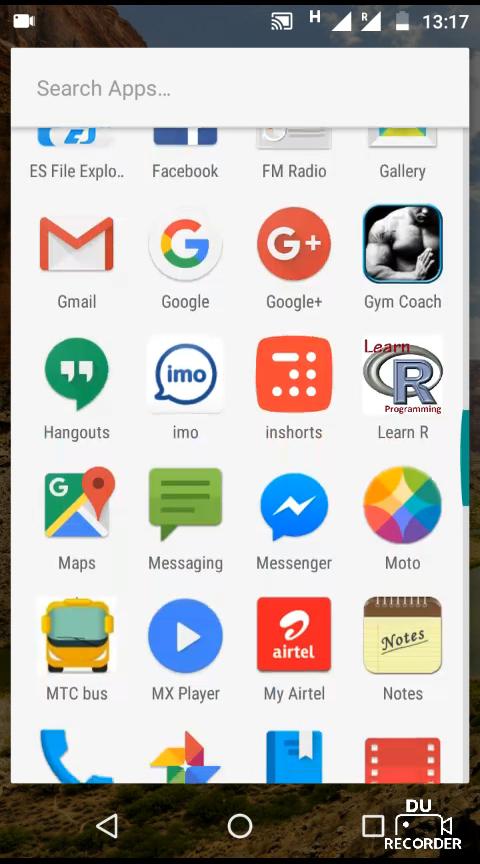 H R 13:17
Search Apps...
ES File Explo.. Facebook FM Radio Gallery
G G+
Gmail Google Google+ Gym Coach
imo Learn R Programming
Hangouts imo inshorts Learn R
G
Maps Messaging Messenger Moto
airtel Notes
MTC bus MX Player My Airtel Notes
DU
RECORDER